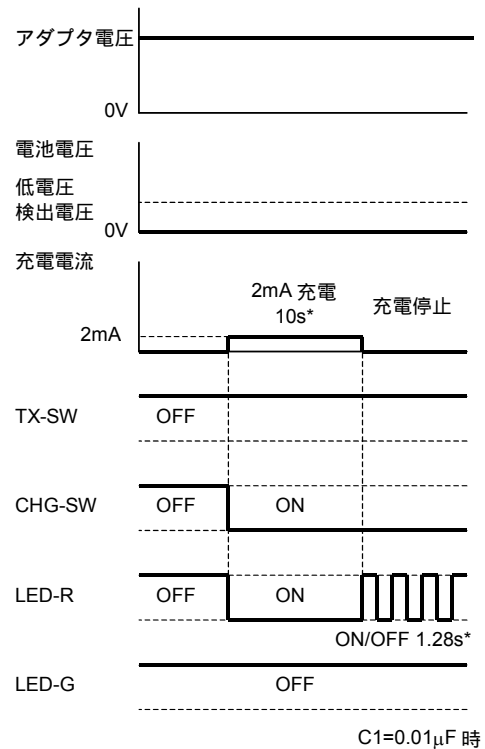 アダプタ電圧
0V
電池電圧
低電圧
検出電圧
0V
充電電流
2mA 充電
10s*
充電停止
2mA
TX-SW
OFF
CHG-SW
OFF
ON
LED-R
OFF
ON
ON/OFF 1.28s*
LED-G
OFF
C1=0.01μF 時